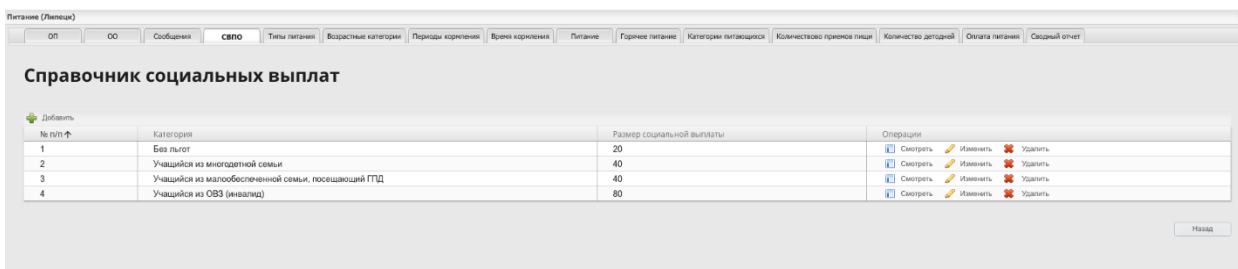 Питание (Липецк)
ОП ОО Сообщения СВПО Типы питания Возрастные категории Периоды кормления Время кормления Питание Горячее питание Категории питающихся Количествово приемов пищи Количество детодней Оплата питания Сводный отчет
Справочник социальных выплат
Добавить
№ п/п Категория Размер социальной выплаты Операции
1 Без льгот 20 Смотреть Изменить Удалить
2 Учащийся из многодетной семьи 40 Смотреть Изменить Удалить
3 Учащийся из малообеспеченной семьи, посещающий ГПД 40 Смотреть Изменить Удалить
4 Учащийся из ОВЗ (инвалид) 80 Смотреть Изменить Удалить
Назад